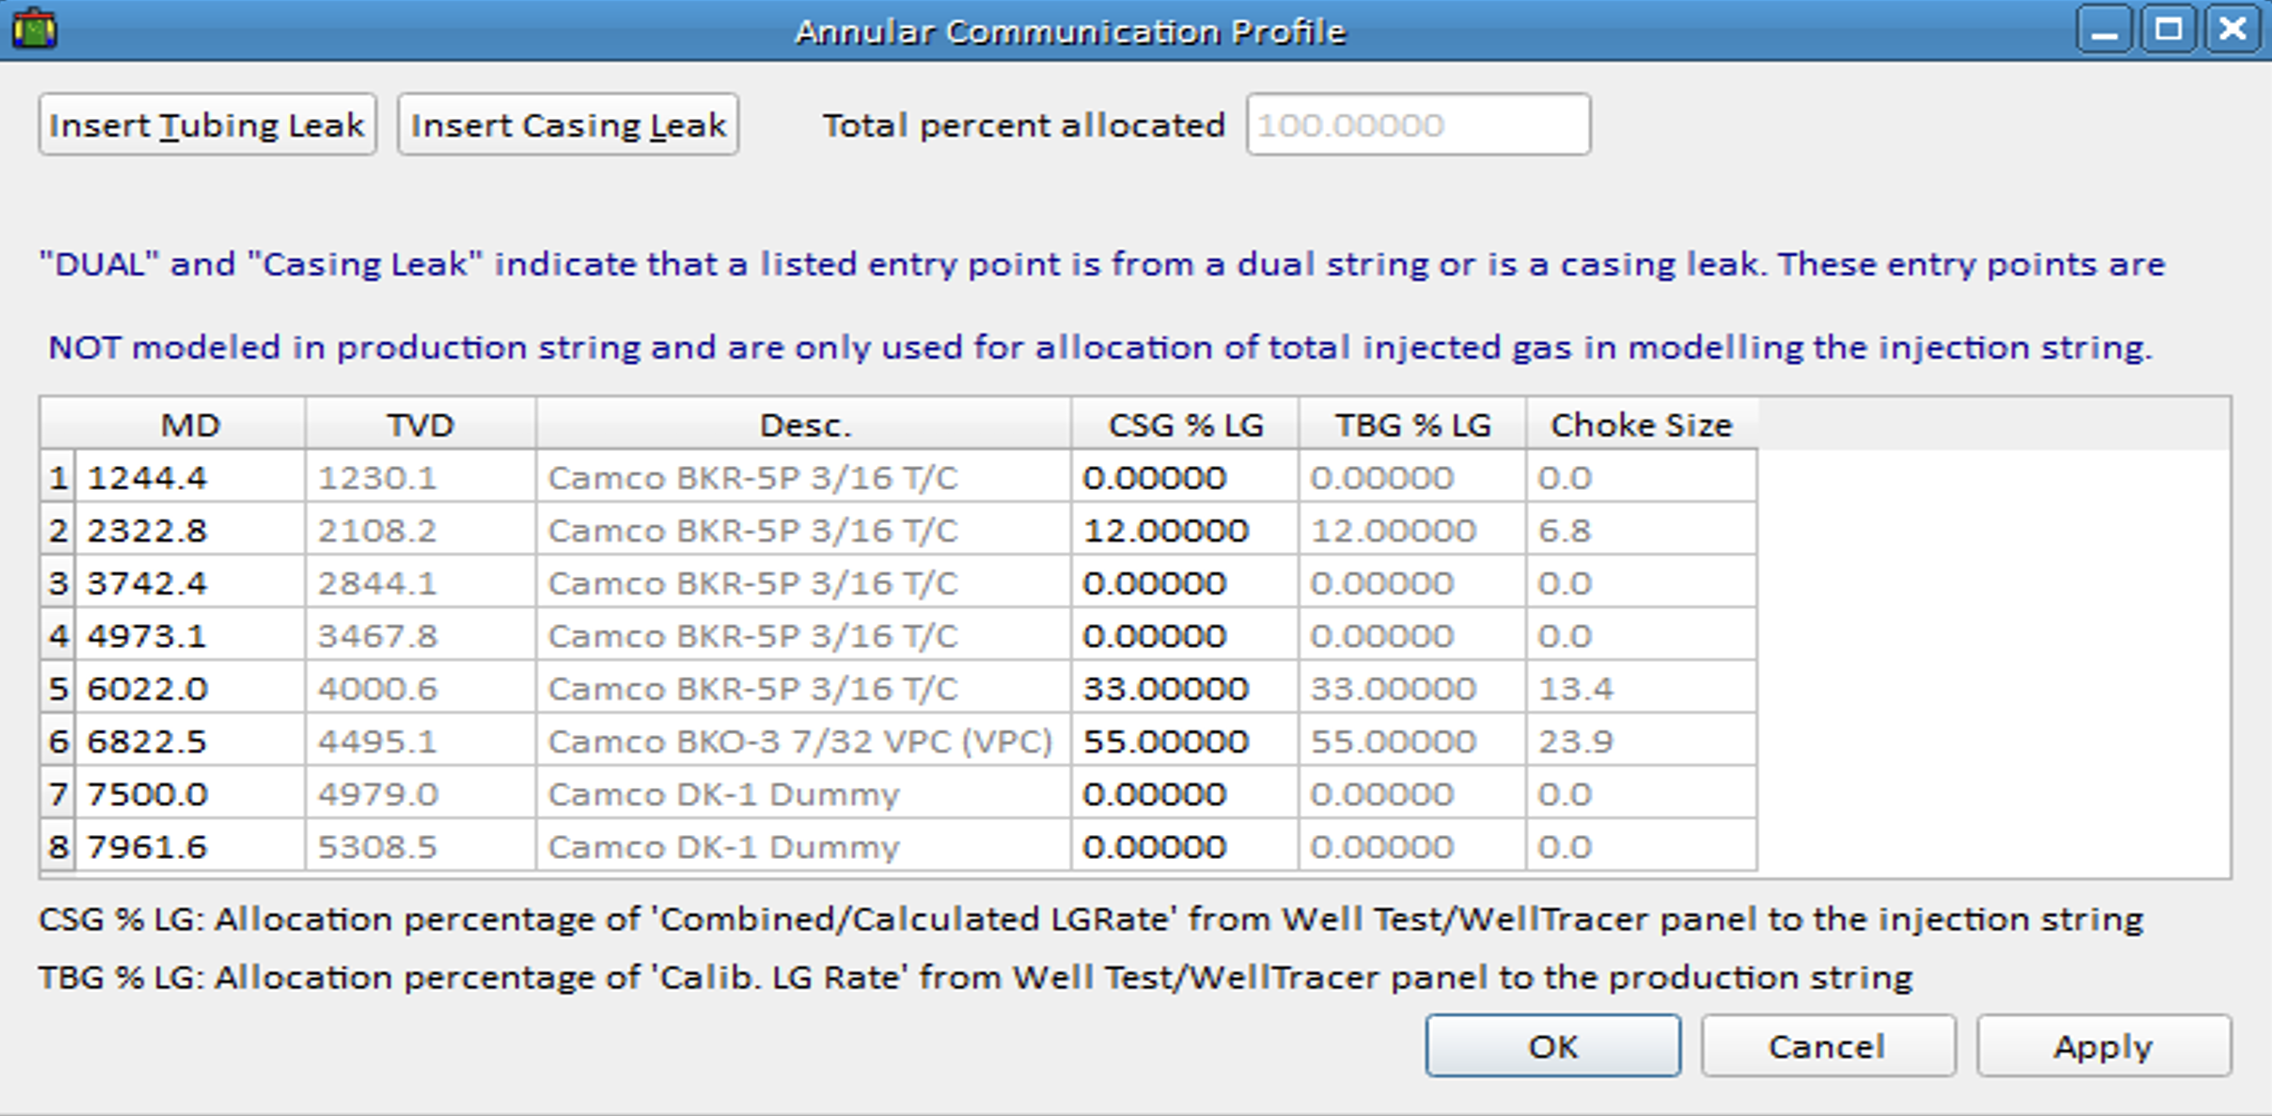 Annular Communication Profile
Insert Tubing Leak Insert Casing Leak Total percent allocated 100.00000
"DUAL" and "Casing Leak" indicate that a listed entry point is from a dual string or is a casing leak. These entry points are
NOT modeled in production string and are only used for allocation of total injected gas in modelling the injection string.
MD TVD Desc. CSG % LG TBG % LG Choke Size
1 1244.4 1230.1 Camco BKR-5P 3/16 T/C 0.00000 0.00000 0.0
2 2322.8 2108.2 Camco BKR-5P 3/16 T/C 12.00000 12.00000 6.8
3 3742.4 2844.1 Camco BKR-5P 3/16 T/C 0.00000 0.00000 0.0
4 4973.1 3467.8 Camco BKR-5P 3/16 T/C 0.00000 0.00000 0.0
5 6022.0 4000.6 Camco BKR-5P 3/16 T/C 33.00000 33.00000 13.4
6 6822.5 4495.1 Camco BKO-3 7/32 VPC (VPC) 55.00000 55.00000 23.9
7 7500.0 4979.0 Camco DK-1 Dummy 0.00000 0.00000 0.0
8 7961.6 5308.5 Camco DK-1 Dummy 0.00000 0.00000 0.0
CSG % LG: Allocation percentage of 'Combined/Calculated LGRate' from Well Test/WellTracer panel to the injection string
TBG % LG: Allocation percentage of 'Calib. LG Rate' from Well Test/WellTracer panel to the production string
OK Cancel Apply